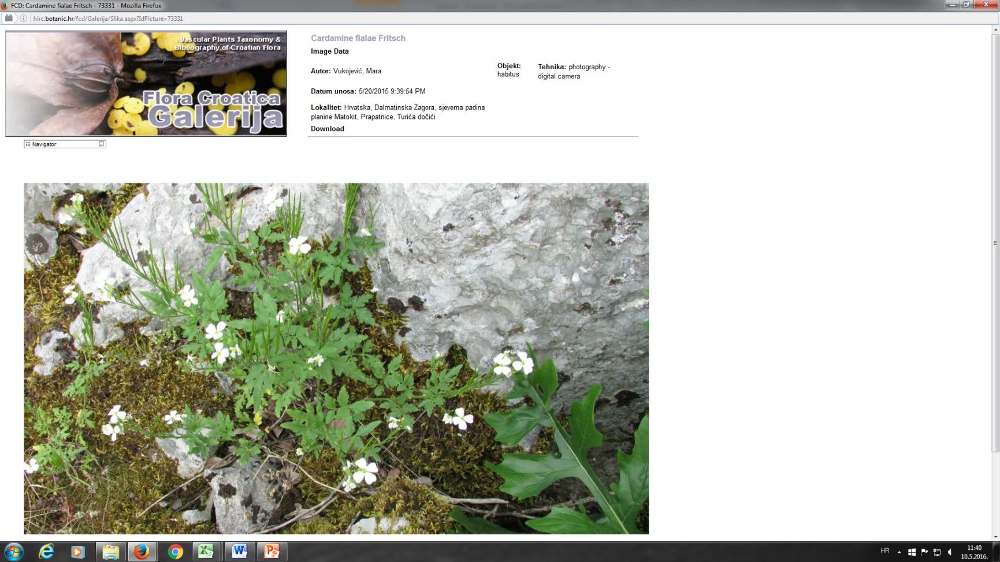 FCD: Cardamine fialae Fritsch - 73331 - Mozilla Firefox
hirc.botanic.hr/fcd/Galerija/Slika.aspx?IdPicture=73331
Vascular Plants Taxonomy &
Bibliography of Croatian Flora
Flora Croatica
Galerija
Navigator
Cardamine fialae Fritsch
Image Data
Autor: Vukojević, Mara
Objekt:
habitus
Tehnika: photography -
digital camera
Datum unosa: 5/20/2015 9:39:54 PM
Lokalitet: Hrvatska, Dalmatinska Zagora, sjeverna padina
planine Matokit, Prapatnice, Turića dočići
Download
HR
11:40
10.5.2016.